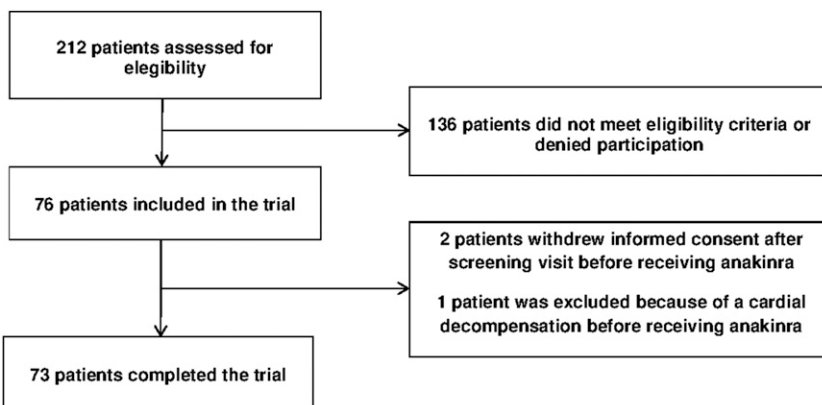 212 patients assessed for
elegibility
136 patients did not meet eligibility criteria or
denied participation
76 patients included in the trial
2 patients withdrew informed consent after
screening visit before receiving anakinra
1 patient was excluded because of a cardial
decompensation before receiving anakinra
73 patients completed the trial